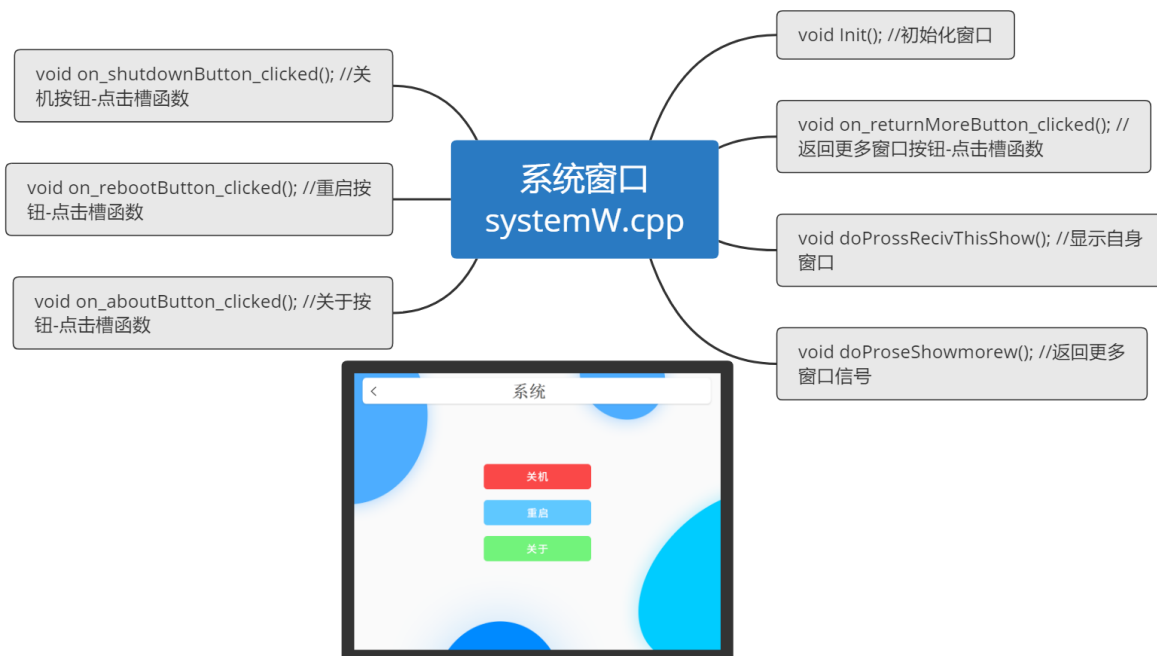 void Init(); //初始化窗口
void on_shutdownButton_clicked(); //关
机按钮-点击槽函数
void on_returnMoreButton_clicked(); //
返回更多窗口按钮-点击槽函数
系统窗口
systemW.cpp
void on_rebootButton_clicked(); //重启按
钮-点击槽函数
void doProssRecivThisShow(); //显示自身
窗口
void on_aboutButton_clicked(); //关于按
钮-点击槽函数
void doProseShowmorew(); //返回更多
窗口信号
<
系统
关机
重启
关于